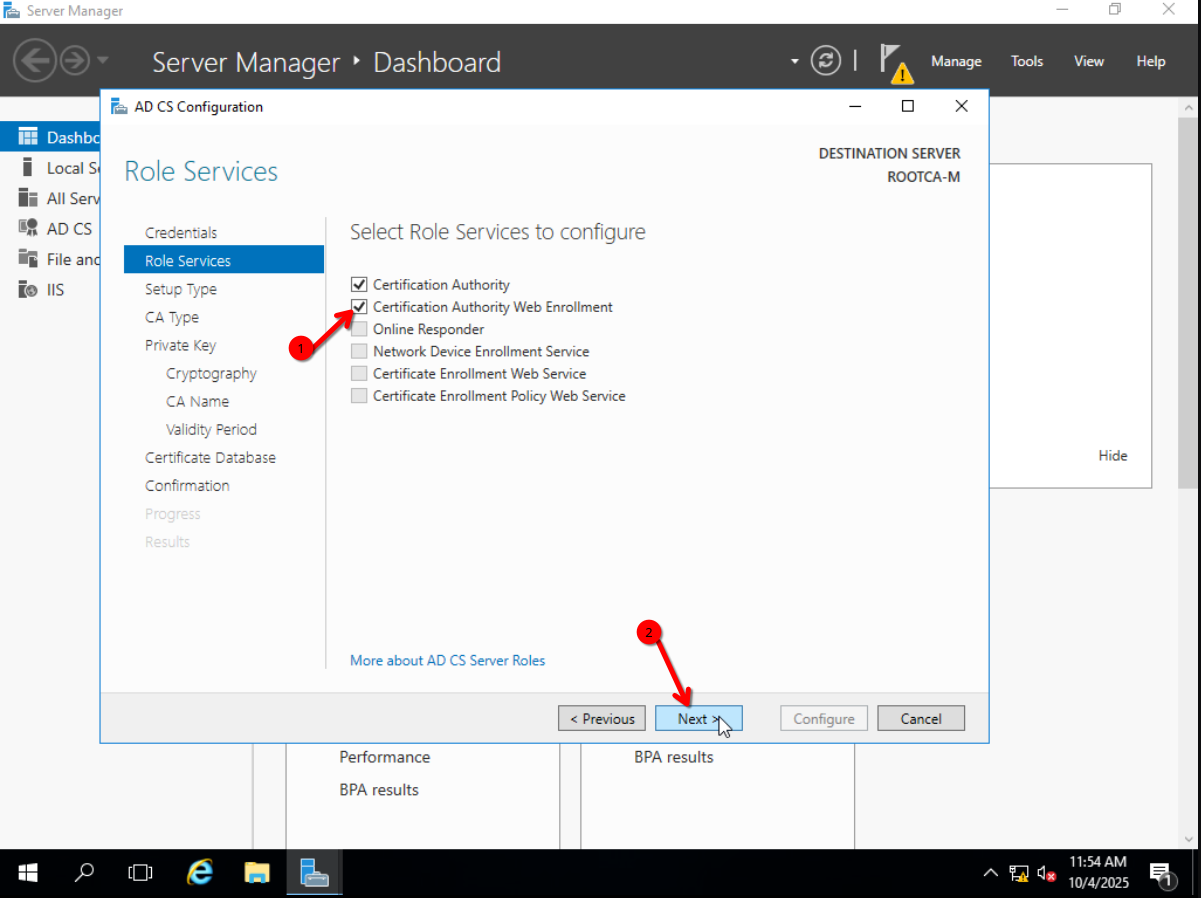 Server Manager
Server Manager ‣ Dashboard
Manage Tools View Help
AD CS Configuration
DESTINATION SERVER
ROOTCA-M
Role Services
Dashbo
Local Se
All Serv
AD CS
File and
IIS
Credentials
Role Services
Setup Type
CA Type
Private Key
Cryptography
CA Name
Validity Period
Certificate Database
Confirmation
Progress
Results
Select Role Services to configure
Certification Authority
Certification Authority Web Enrollment
Online Responder
Network Device Enrollment Service
Certificate Enrollment Web Service
Certificate Enrollment Policy Web Service
1
Hide
2
More about AD CS Server Roles
< Previous Next > Configure Cancel
Performance
BPA results
BPA results
11:54 AM
10/4/2025
1